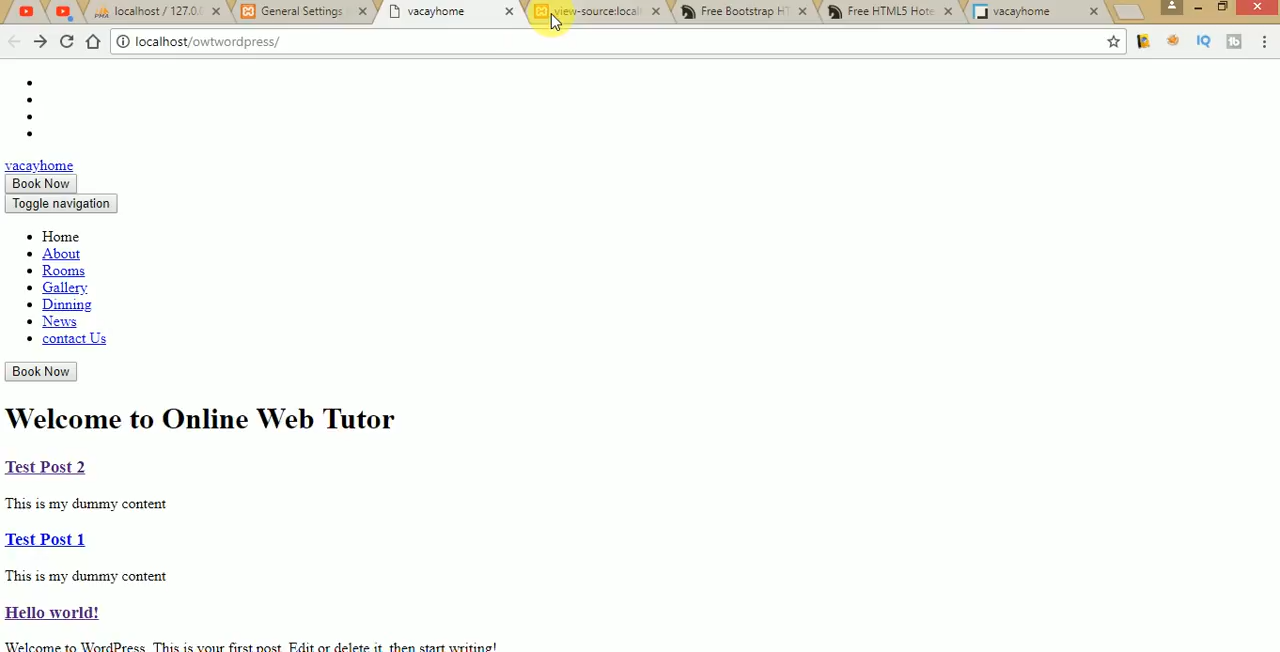 localhost / 127.0. General Settings vacayhome view-source:local Free Bootstrap HT Free HTML5 Hote vacayhome
localhost/owtwordpress/
vacayhome
Book Now
Toggle navigation
Home
About
Rooms
Gallery
Dinning
News
contact Us
Book Now
Welcome to Online Web Tutor
Test Post 2
This is my dummy content
Test Post 1
This is my dummy content
Hello world!
Welcome to WordPress. This is your first post. Edit or delete it, then start writing!